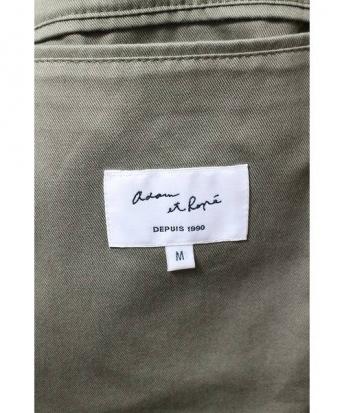 adam
et Ropé
DEPUIS 1990
M